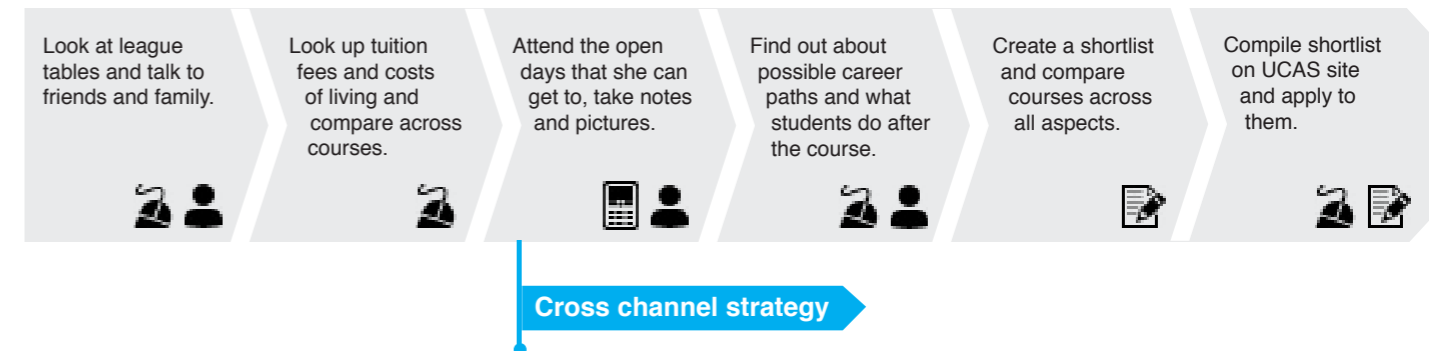 Look at league
tables and talk to
friends and family.
Look up tuition
fees and costs
of living and
compare across
courses.
Attend the open
days that she can
get to, take notes
and pictures.
Find out about
possible career
paths and what
students do after
the course.
Create a shortlist
and compare
courses across
all aspects.
Compile shortlist
on UCAS site
and apply to
them.
Cross channel strategy